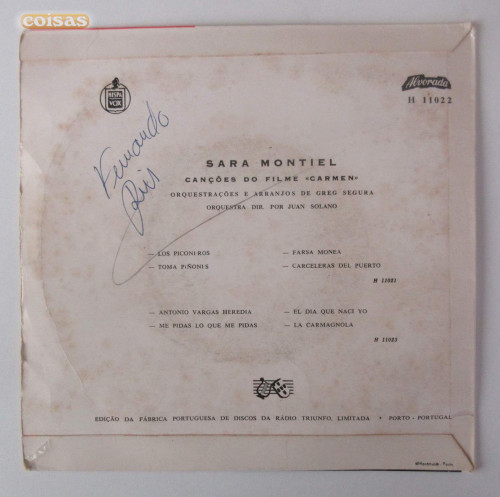 coisas
HISPA
VOX
Alvorada
H 11022
Fernando
SARA MONTIEL
CANÇÕES DO FILME «CARMEN»
ORQUESTRAÇÕES E ARRANJOS DE GREG SEGURA
ORQUESTRA DIR. POR JUAN SOLANO
— LOS PICONEROS
— FARSA MONEA
— TOMA PIÑONES
— CARCELERAS DEL PUERTO
H 11021
— ANTONIO VARGAS HEREDIA
— EL DIA QUE NACI YO
— ME PIDAS LO QUE ME PIDAS
— LA CARMAGNOLA
H 11023
EDIÇÃO DA FÁBRICA PORTUGUESA DE DISCOS DA RÁDIO TRIUNFO, LIMITADA • PORTO - PORTUGAL